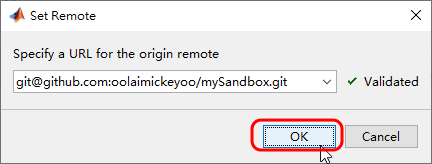 Set Remote
Specify a URL for the origin remote
git@github.com:oolaimickeyoo/mySandbox.git
Validated
OK
Cancel